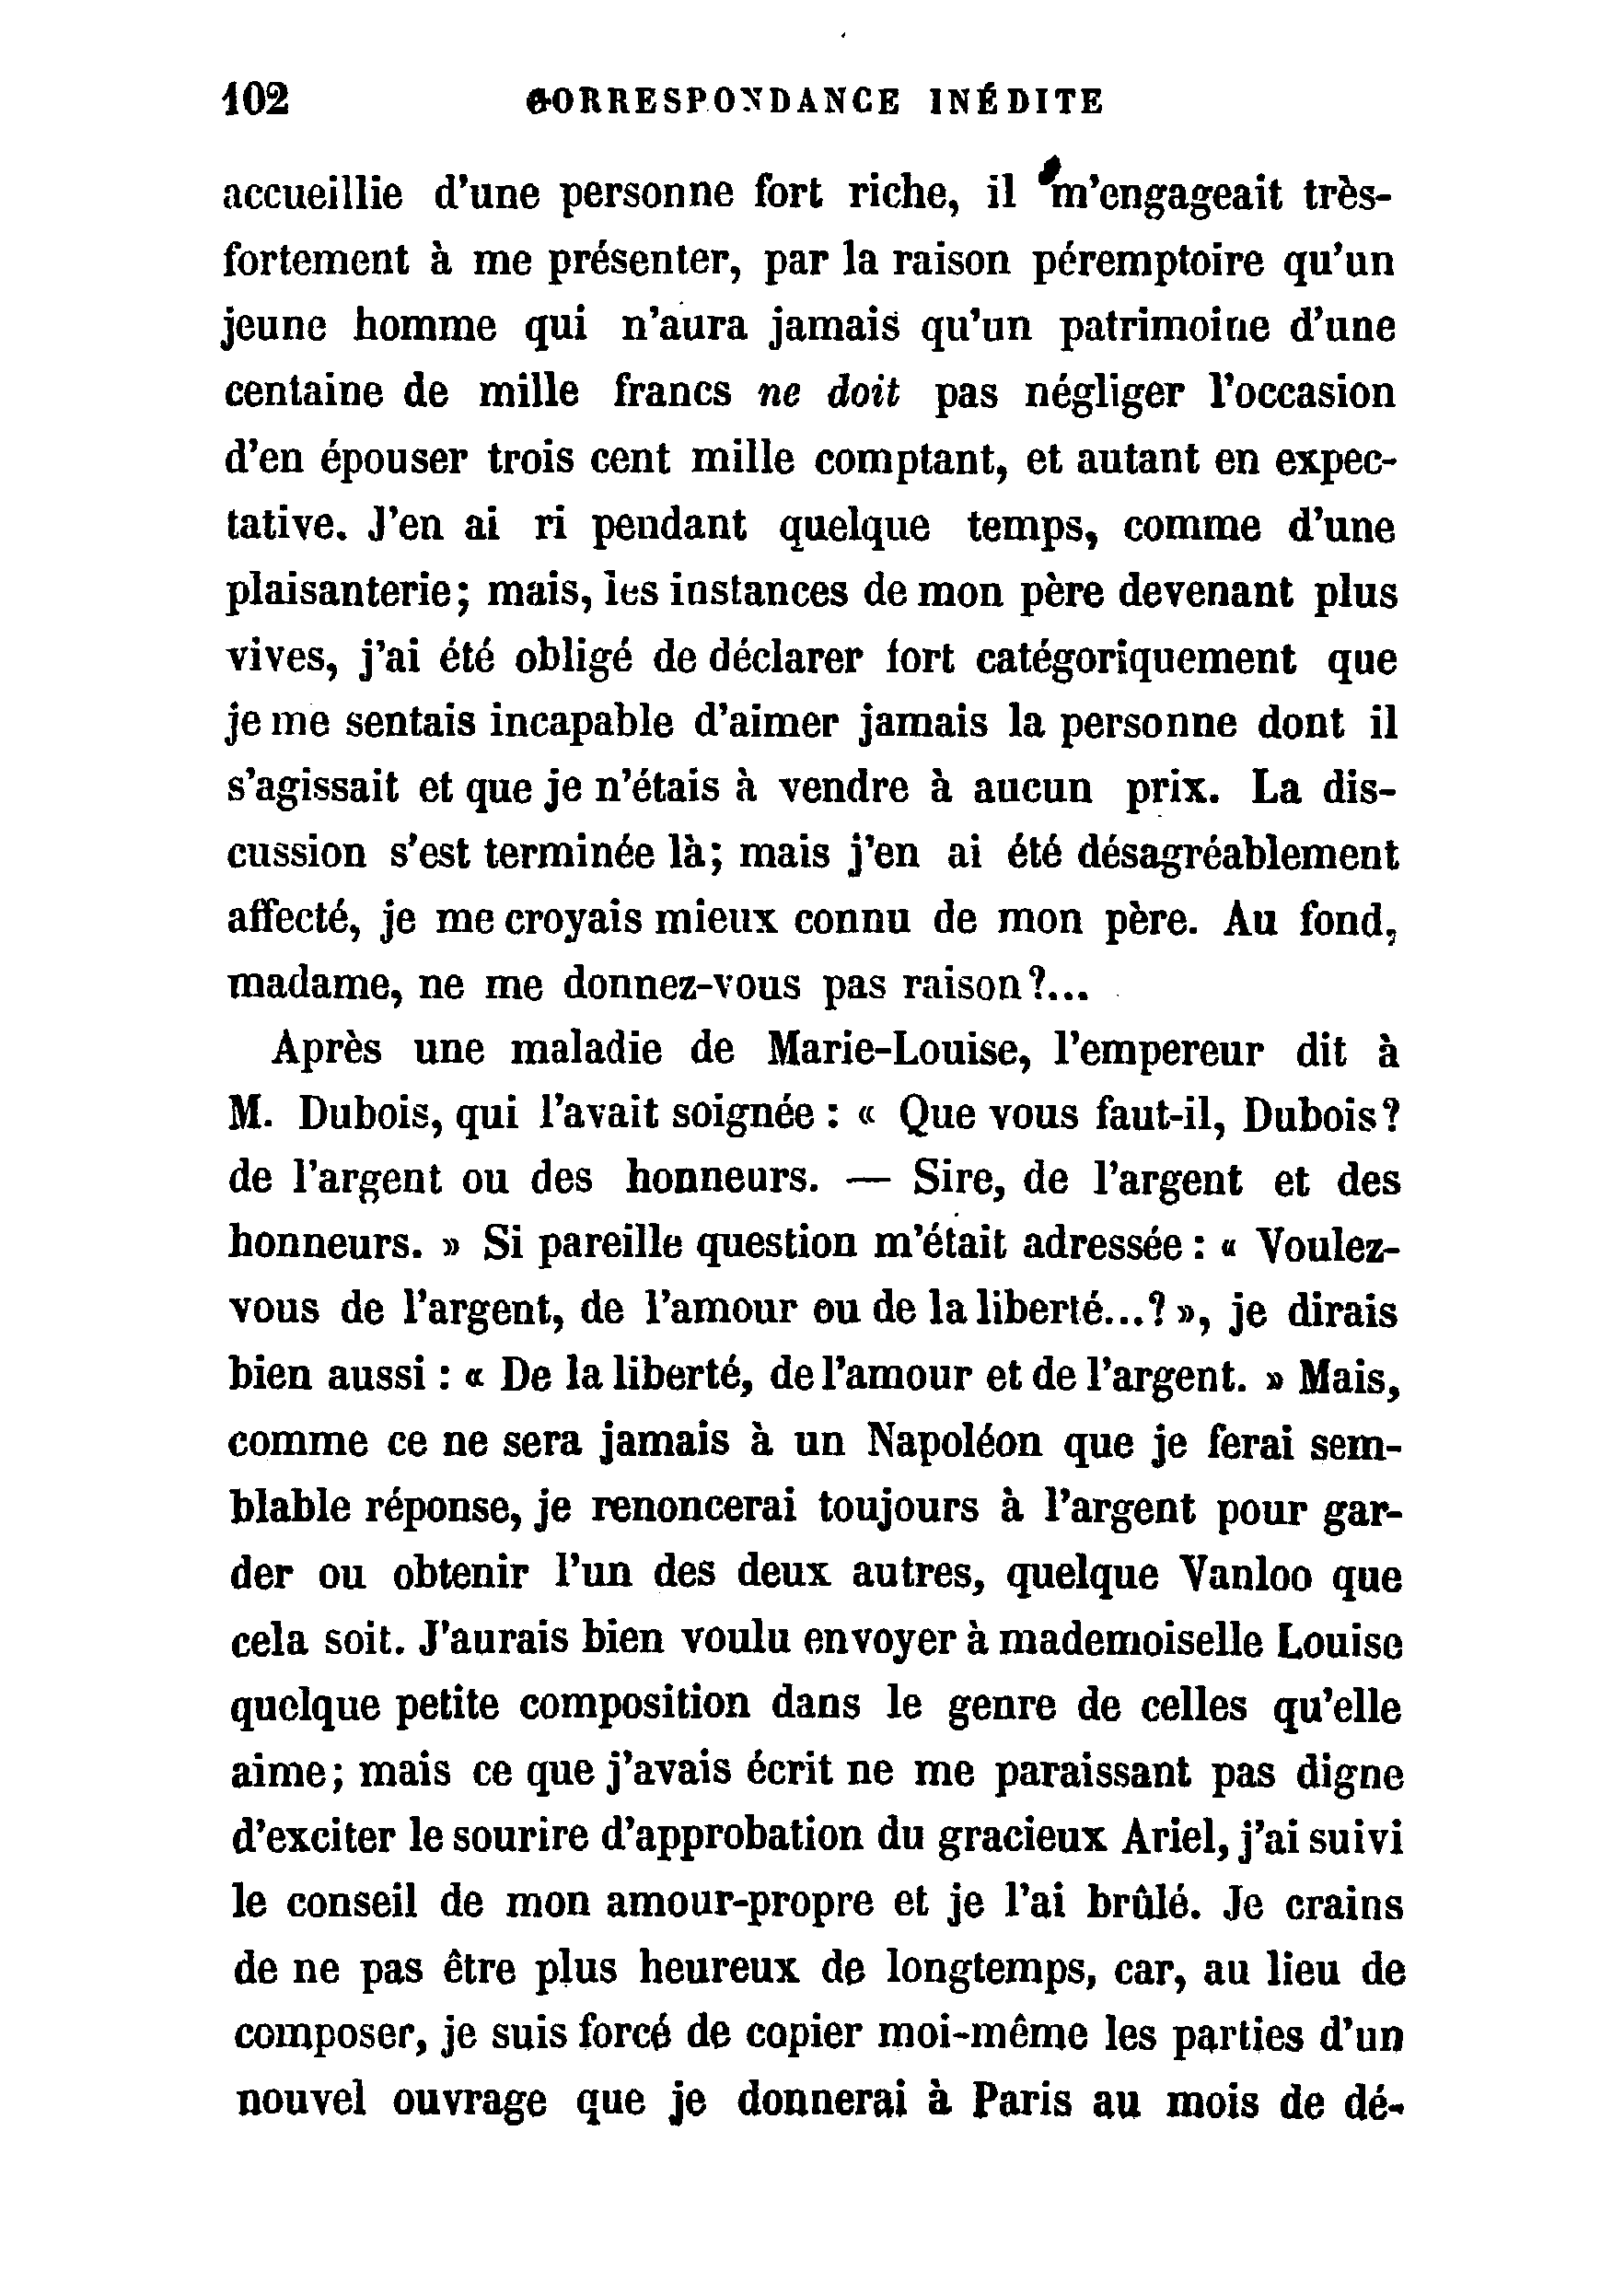 102 CORRESPONDANCE INÉDITE
accueillie d'une personne fort riche, il m'engageait très-
fortement à me présenter, par la raison péremptoire qu'un
jeune homme qui n'aura jamais qu'un patrimoine d'une
centaine de mille francs ne doit pas négliger l'occasion
d'en épouser trois cent mille comptant, et autant en expec-
tative. J'en ai ri pendant quelque temps, comme d'une
plaisanterie; mais, les instances de mon père devenant plus
vives, j'ai été obligé de déclarer fort catégoriquement que
je me sentais incapable d'aimer jamais la personne dont il
s'agissait et que je n'étais à vendre à aucun prix. La dis-
cussion s'est terminée là; mais j'en ai été désagréablement
affecté, je me croyais mieux connu de mon père. Au fond,
madame, ne me donnez-vous pas raison?...
Après une maladie de Marie-Louise, l'empereur dit à
M. Dubois, qui l'avait soignée : « Que vous faut-il, Dubois?
de l'argent ou des honneurs. — Sire, de l'argent et des
honneurs. » Si pareille question m'était adressée : « Voulez-
vous de l'argent, de l'amour ou de la liberté...? », je dirais
bien aussi : « De la liberté, de l'amour et de l'argent. » Mais,
comme ce ne sera jamais à un Napoléon que je ferai sem-
blable réponse, je renoncerai toujours à l'argent pour gar-
der ou obtenir l'un des deux autres, quelque Vanloo que
cela soit. J'aurais bien voulu envoyer à mademoiselle Louise
quelque petite composition dans le genre de celles qu'elle
aime; mais ce que j'avais écrit ne me paraissant pas digne
d'exciter le sourire d'approbation du gracieux Ariel, j'ai suivi
le conseil de mon amour-propre et je l'ai brûlé. Je crains
de ne pas être plus heureux de longtemps, car, au lieu de
composer, je suis forcé de copier moi-même les parties d'un
nouvel ouvrage que je donnerai à Paris au mois de dé-